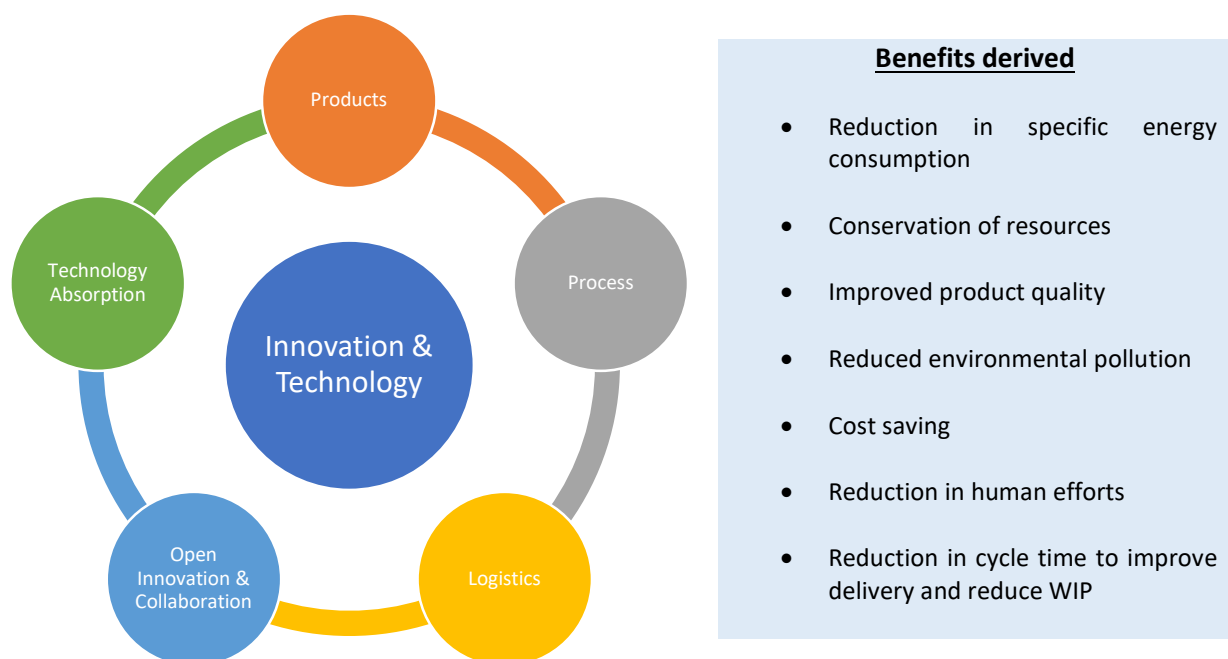 Products
Process
Logistics
Open
Innovation &
Collaboration
Technology
Absorption
Innovation &
Technology
Benefits derived
• Reduction in specific energy
consumption
• Conservation of resources
• Improved product quality
• Reduced environmental pollution
• Cost saving
• Reduction in human efforts
• Reduction in cycle time to improve
delivery and reduce WIP